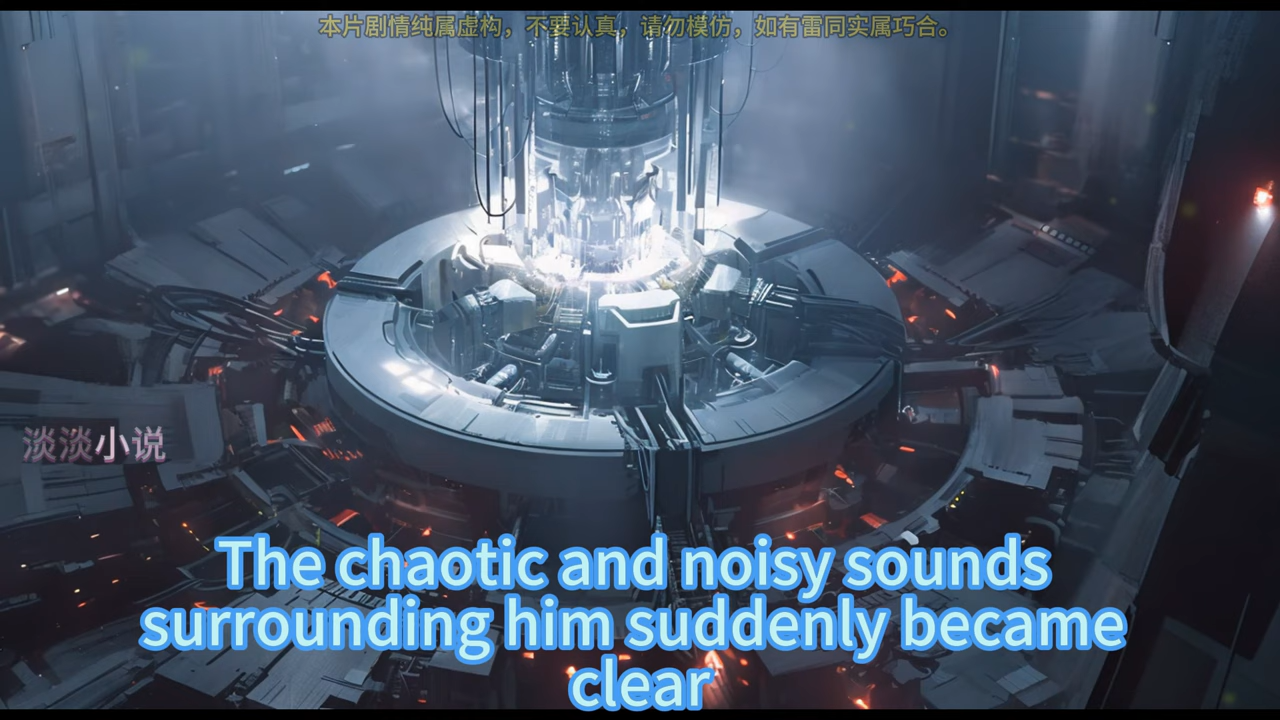 本片剧情纯属虚构，不要认真，请勿模仿，如有雷同实属巧合。
淡淡小说
The chaotic and noisy sounds
surrounding him suddenly became
clear